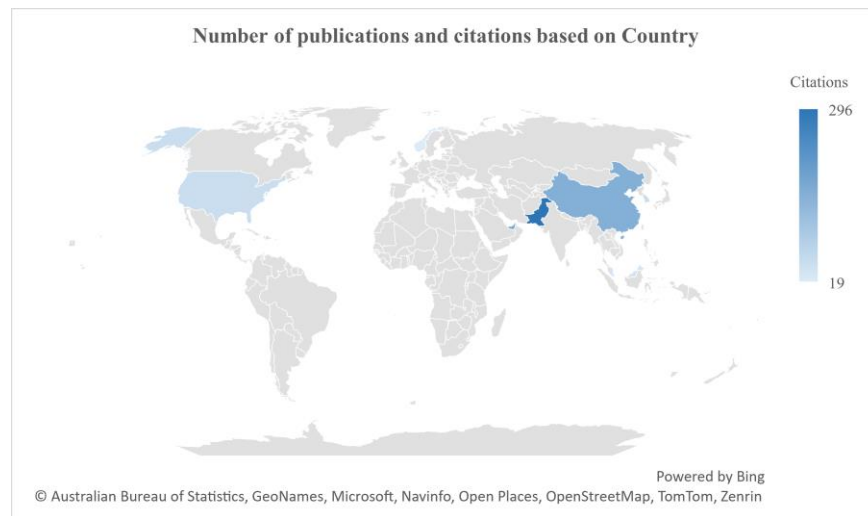 Number of publications and citations based on Country
Citations
296
19
Powered by Bing
© Australian Bureau of Statistics, GeoNames, Microsoft, Navinfo, Open Places, OpenStreetMap, TomTom, Zenrin